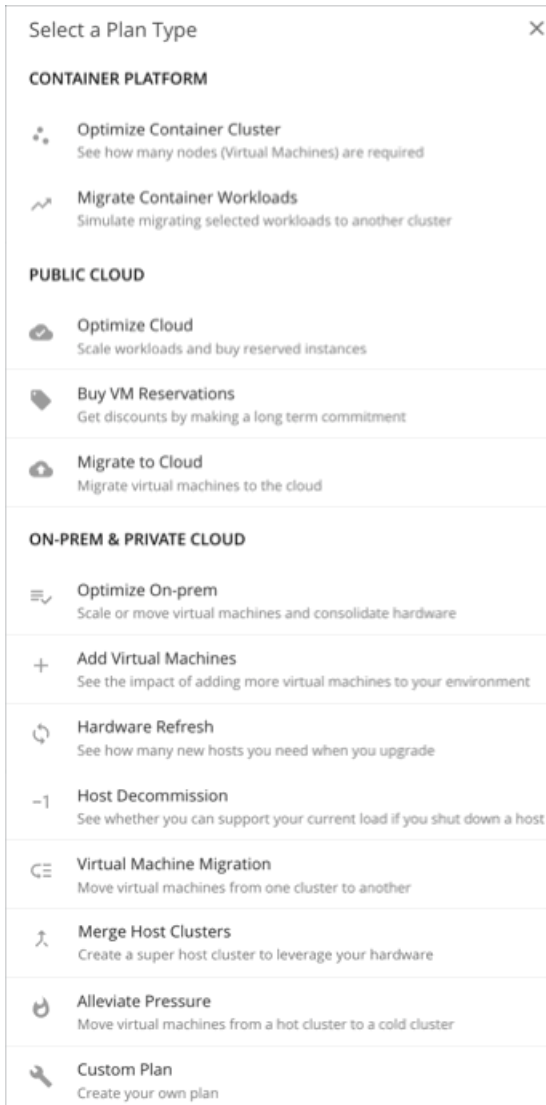 Select a Plan Type
CONTAINER PLATFORM
Optimize Container Cluster
See how many nodes (Virtual Machines) are required
Migrate Container Workloads
Simulate migrating selected workloads to another cluster
PUBLIC CLOUD
Optimize Cloud
Scale workloads and buy reserved instances
Buy VM Reservations
Get discounts by making a long term commitment
Migrate to Cloud
Migrate virtual machines to the cloud
ON-PREM & PRIVATE CLOUD
Optimize On-prem
Scale or move virtual machines and consolidate hardware
Add Virtual Machines
See the impact of adding more virtual machines to your environment
Hardware Refresh
See how many new hosts you need when you upgrade
−1 Host Decommission
See whether you can support your current load if you shut down a host
Virtual Machine Migration
Move virtual machines from one cluster to another
Merge Host Clusters
Create a super host cluster to leverage your hardware
Alleviate Pressure
Move virtual machines from a hot cluster to a cold cluster
Custom Plan
Create your own plan